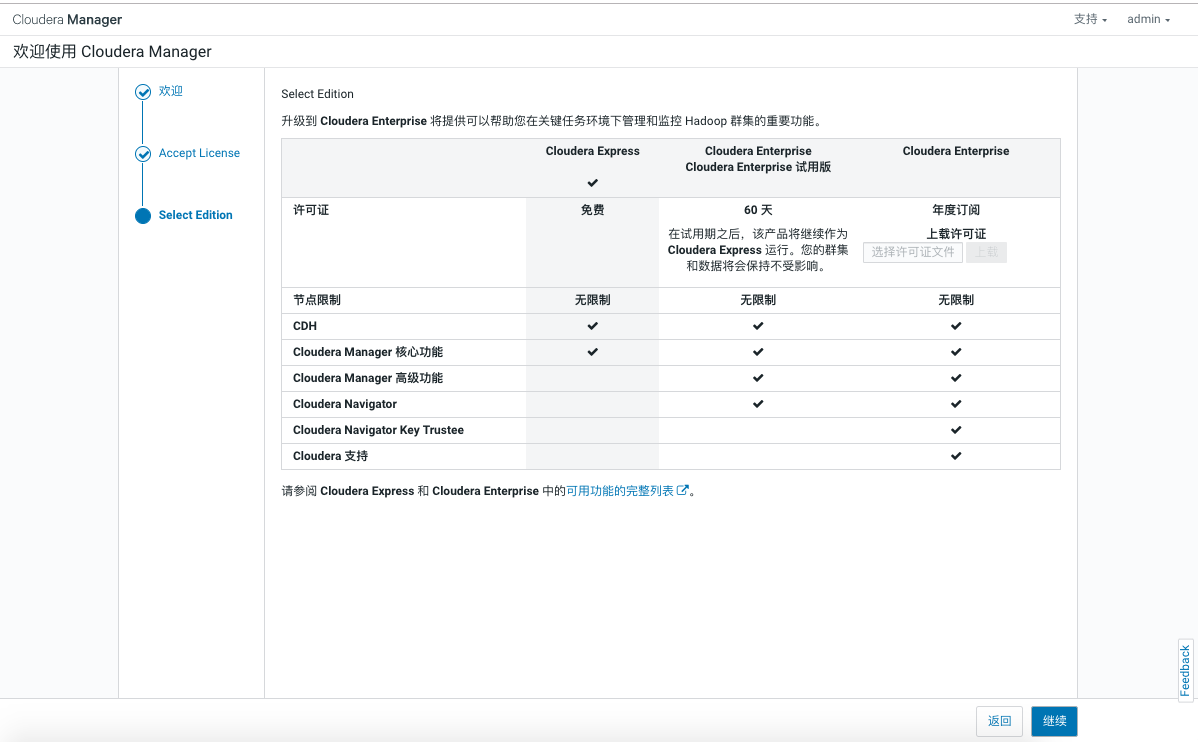 Cloudera Manager
支持
admin
欢迎使用 Cloudera Manager
欢迎
Accept License
Select Edition
Select Edition
升级到 Cloudera Enterprise 将提供可以帮助您在关键任务环境下管理和监控 Hadoop 群集的重要功能。
Cloudera Express
Cloudera Enterprise
Cloudera Enterprise 试用版
Cloudera Enterprise
许可证
免费
60 天
在试用期之后，该产品将继续作为
Cloudera Express 运行。您的群集
和数据将会保持不受影响。
年度订阅
上载许可证
选择许可证文件
上载
节点限制
无限制
无限制
无限制
CDH
Cloudera Manager 核心功能
Cloudera Manager 高级功能
Cloudera Navigator
Cloudera Navigator Key Trustee
Cloudera 支持
请参阅 Cloudera Express 和 Cloudera Enterprise 中的可用功能的完整列表。
Feedback
返回
继续